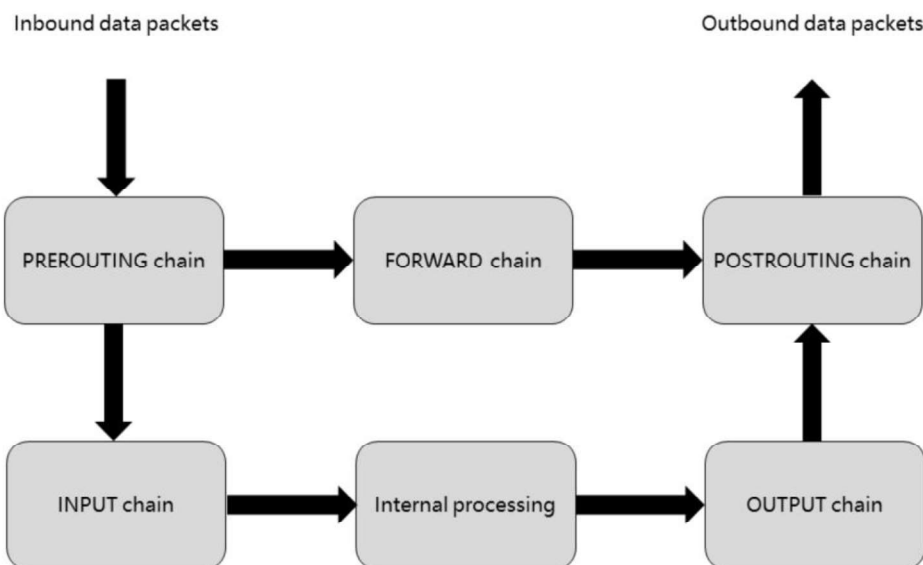 Inbound data packets
Outbound data packets
PREROUTING chain
FORWARD chain
POSTROUTING chain
INPUT chain
Internal processing
OUTPUT chain